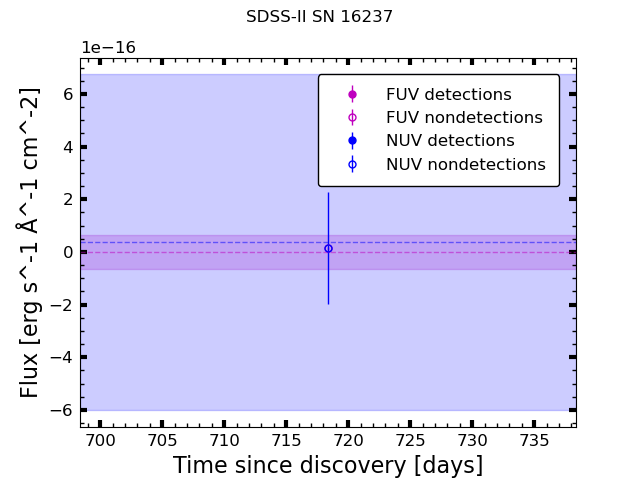 SDSS-II SN 16237
1e−16
FUV detections
FUV nondetections
NUV detections
NUV nondetections
6
4
2
0
−2
−4
−6
Flux [erg s^-1 Å^-1 cm^-2]
700 705 710 715 720 725 730 735
Time since discovery [days]